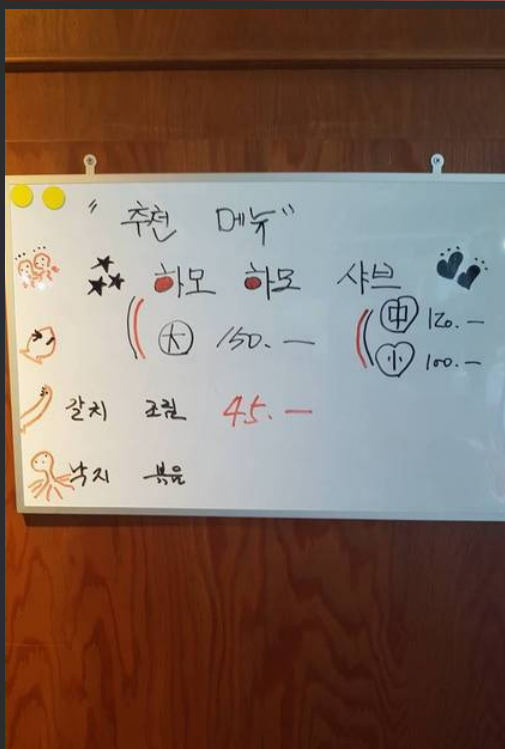 "추천 메뉴"
하모 하모 샤브
大 150.—
中 120.—
小 100.—
갈치 조림 45.—
낙지 볶음